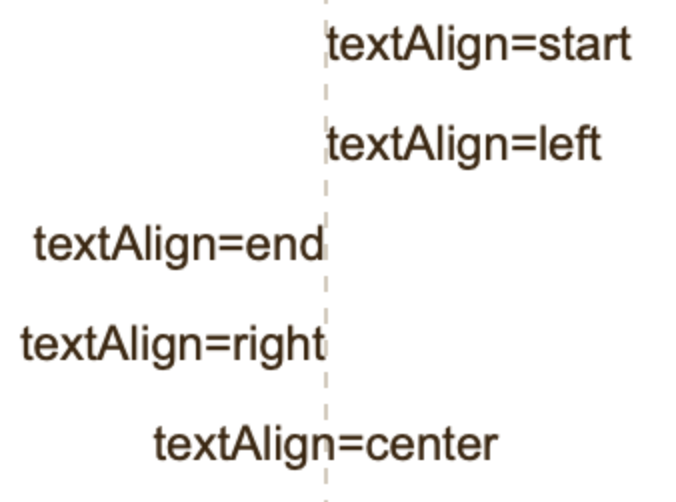 textAlign=start
textAlign=left
textAlign=end
textAlign=right
textAlign=center